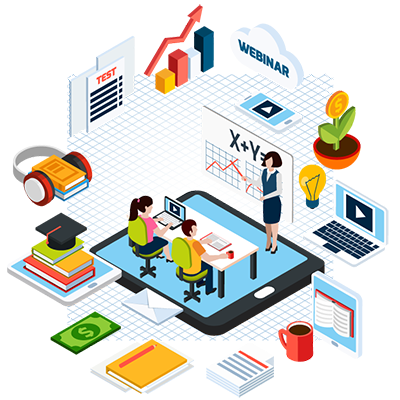 WEBINAR
TEST
X+Y=
$
$